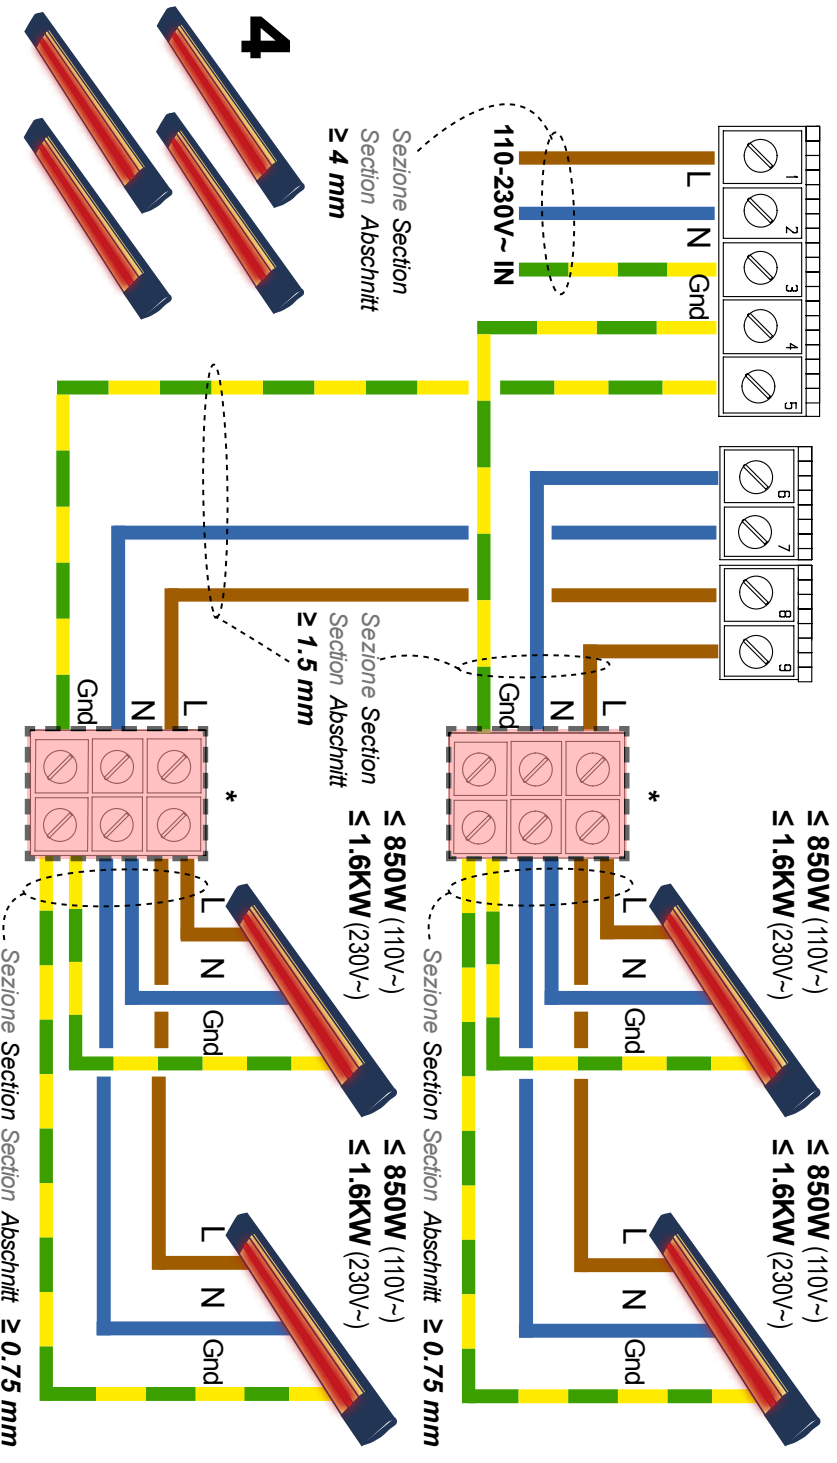 4
1
2
3
4
5
6
7
8
9
L
N
Gnd
110-230V~ IN
Sezione Section
Section Abschnitt
≥ 4 mm
Sezione Section
Section Abschnitt
≥ 1.5 mm
L
N
Gnd
*
L
N
Gnd
*
≤ 850W (110V~)
≤ 1.6KW (230V~)
L
N
Gnd
≤ 850W (110V~)
≤ 1.6KW (230V~)
L
N
Gnd
Sezione Section Section Abschnitt ≥ 0.75 mm
≤ 850W (110V~)
≤ 1.6KW (230V~)
L
N
Gnd
≤ 850W (110V~)
≤ 1.6KW (230V~)
L
N
Gnd
Sezione Section Section Abschnitt ≥ 0.75 mm